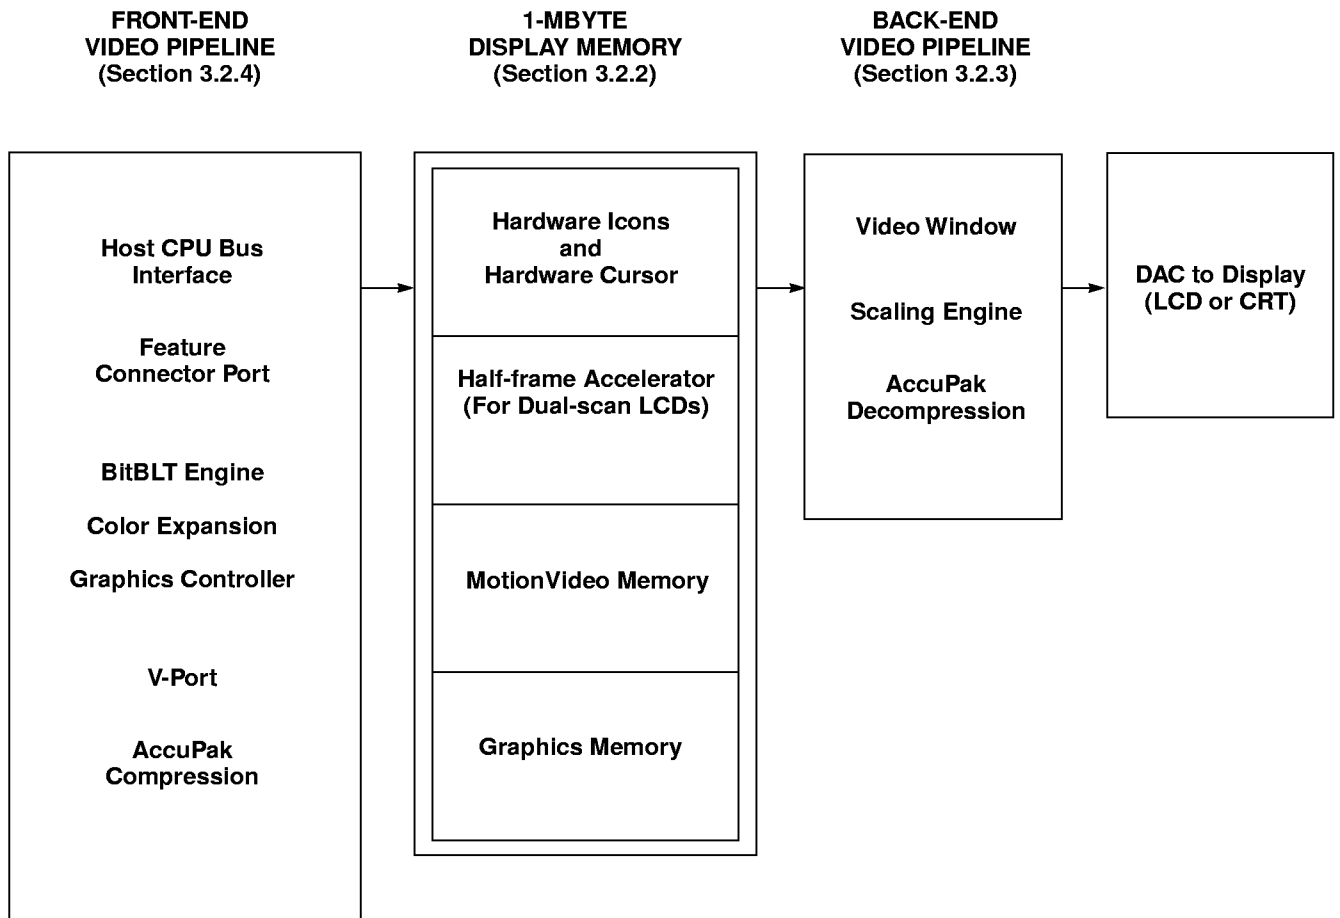 FRONT-END
VIDEO PIPELINE
(Section 3.2.4)
1-MBYTE
DISPLAY MEMORY
(Section 3.2.2)
BACK-END
VIDEO PIPELINE
(Section 3.2.3)
Host CPU Bus
Interface
Feature
Connector Port
BitBLT Engine
Color Expansion
Graphics Controller
V-Port
AccuPak
Compression
Hardware Icons
and
Hardware Cursor
Half-frame Accelerator
(For Dual-scan LCDs)
MotionVideo Memory
Graphics Memory
Video Window
Scaling Engine
AccuPak
Decompression
DAC to Display
(LCD or CRT)